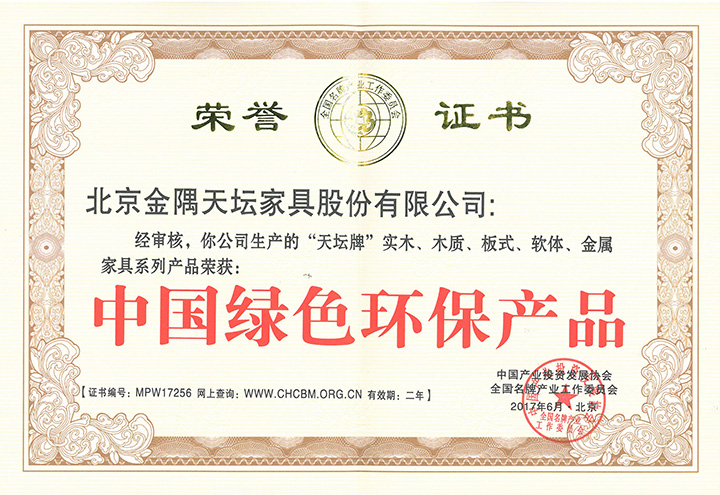 全国名牌产业工作委员会
荣誉 证书
北京金隅天坛家具股份有限公司:
经审核，你公司生产的“天坛牌”实木、木质、板式、软体、金属
家具系列产品荣获：
中国绿色环保产品
中国产业投资发展协会
全国名牌产业工作委员会
2017年6月 北京
【证书编号：MPW17256 网上查询：WWW.CHCBM.ORG.CN 有效期：二年】
全国名牌产业
工作委员会